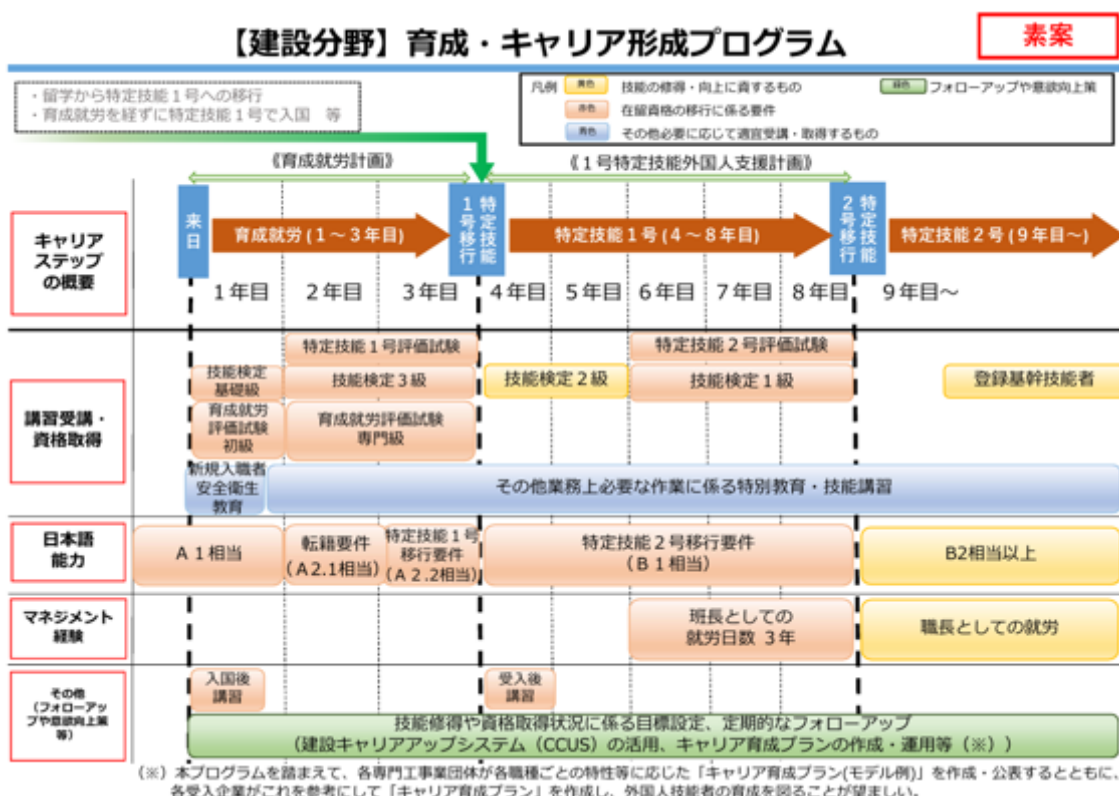 【建設分野】育成・キャリア形成プログラム
素案
・留学から特定技能1号への移行
・育成就労を経ずに特定技能1号で入国 等
凡例
黄色
技能の修得・向上に資するもの
緑色
フォローアップや意欲向上策
赤色
在留資格の移行に係る要件
青色
その他必要に応じて適宜受講・取得するもの
《育成就労計画》
《1号特定技能外国人支援計画》
キャリア
ステップ
の概要
来日
育成就労(1~3年目)
特定技能
1号移行
特定技能1号(4~8年目)
特定技能
2号移行
特定技能2号(9年目~)
1年目
2年目
3年目
4年目
5年目
6年目
7年目
8年目
9年目~
講習受講・
資格取得
特定技能1号評価試験
特定技能2号評価試験
技能検定
基礎級
技能検定3級
技能検定2級
技能検定1級
登録基幹技能者
育成就労
評価試験
初級
育成就労評価試験
専門級
新規入職者
安全衛生
教育
その他業務上必要な作業に係る特別教育・技能講習
日本語
能力
A1相当
転籍要件
(A2.1相当)
特定技能1号
移行要件
(A2.2相当)
特定技能2号移行要件
(B1相当)
B2相当以上
マネジメント
経験
班長としての
就労日数 3年
職長としての就労
その他
(フォローアッ
プや意欲向上策
等)
入国後
講習
受入後
講習
技能修得や資格取得状況に係る目標設定、定期的なフォローアップ
(建設キャリアアップシステム(CCUS)の活用、キャリア育成プランの作成・運用等(※))
(※)本プログラムを踏まえて、各専門工事業団体が各職種ごとの特性等に応じた「キャリア育成プラン(モデル例)」を作成・公表するとともに、
各受入企業がこれを参考にして「キャリア育成プラン」を作成し、外国人技能者の育成を図ることが望ましい。